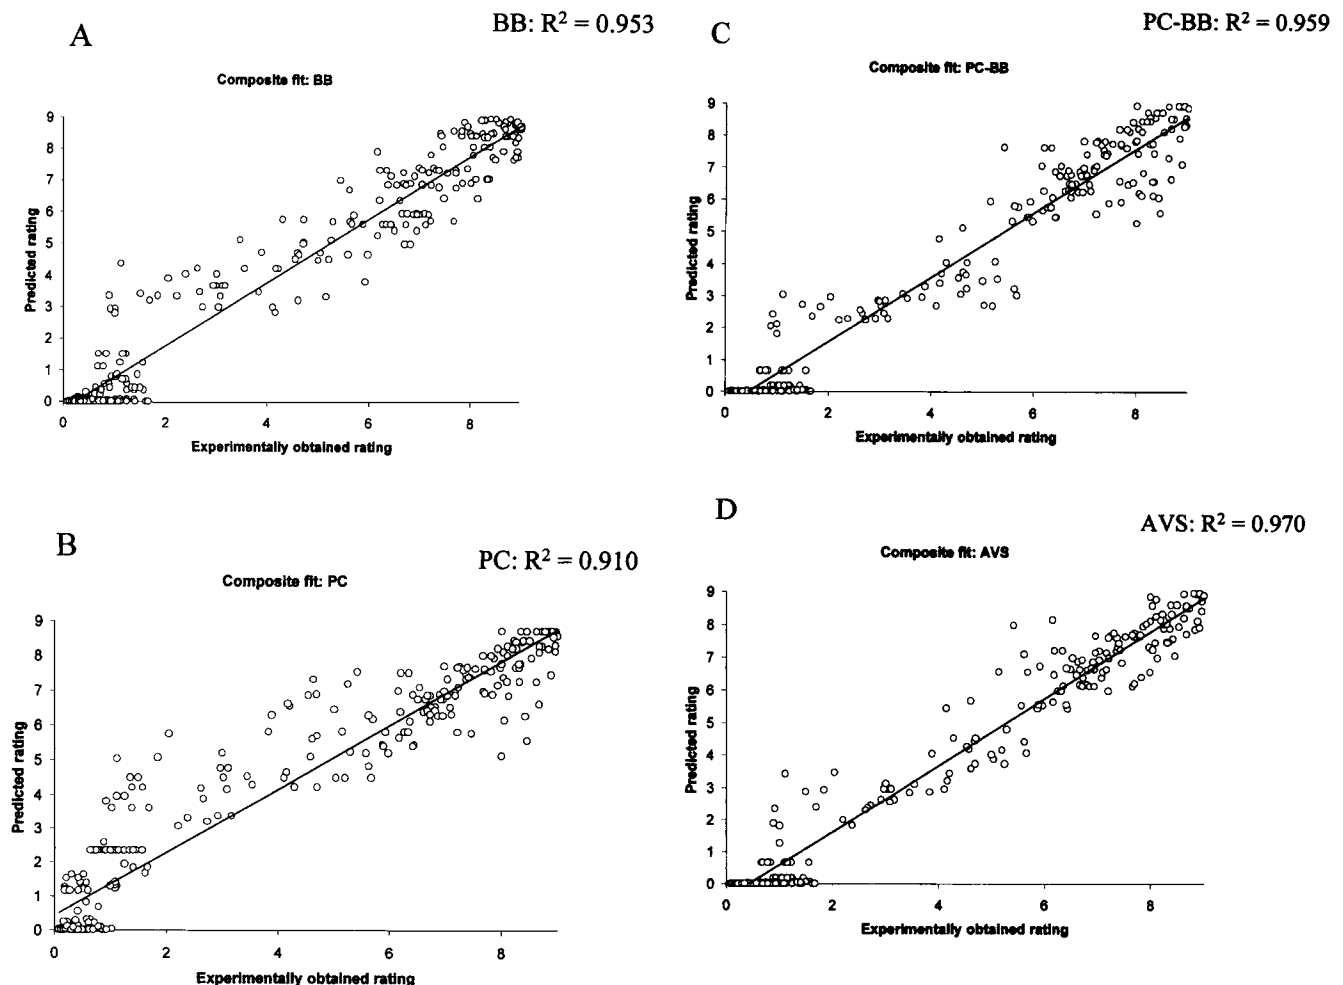 A
BB: R² = 0.953
Composite fit: BB
9
8
7
6
5
4
3
2
1
0
Predicted rating
0 2 4 6 8
Experimentally obtained rating
C
PC-BB: R² = 0.959
Composite fit: PC-BB
9
8
7
6
5
4
3
2
1
0
Predicted rating
0 2 4 6 8
Experimentally obtained rating
B
PC: R² = 0.910
Composite fit: PC
9
8
7
6
5
4
3
2
1
0
Predicted rating
0 2 4 6 8
Experimentally obtained rating
D
AVS: R² = 0.970
Composite fit: AVS
9
8
7
6
5
4
3
2
1
0
Predicted rating
0 2 4 6 8
Experimentally obtained rating